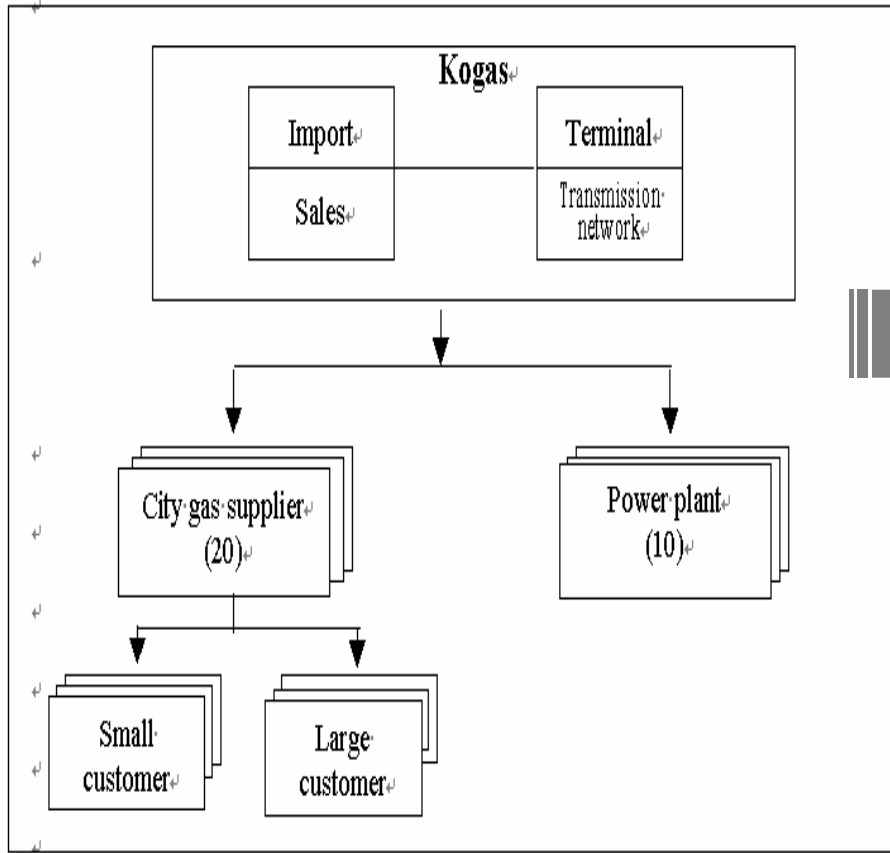 Kogas
Import
Sales
Terminal
Transmission
network
City gas supplier
(20)
Power plant
(10)
Small
customer
Large
customer